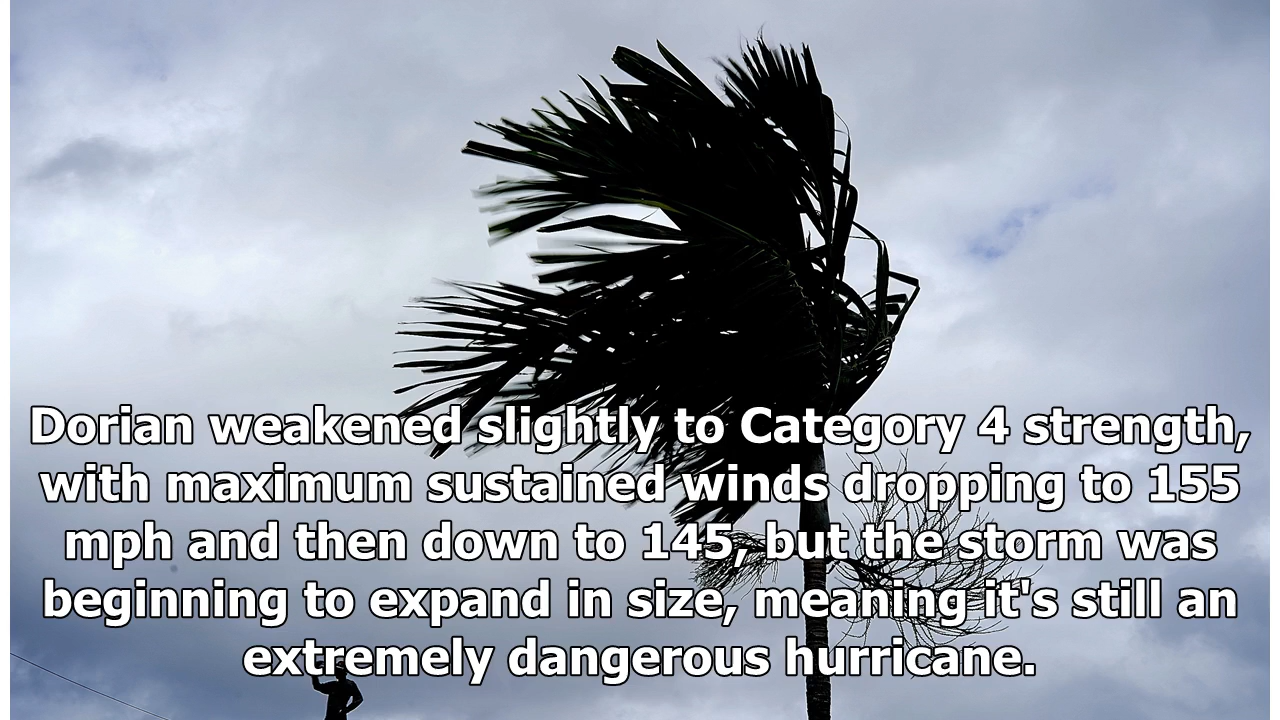 Dorian weakened slightly to Category 4 strength,
with maximum sustained winds dropping to 155
mph and then down to 145, but the storm was
beginning to expand in size, meaning it's still an
extremely dangerous hurricane.